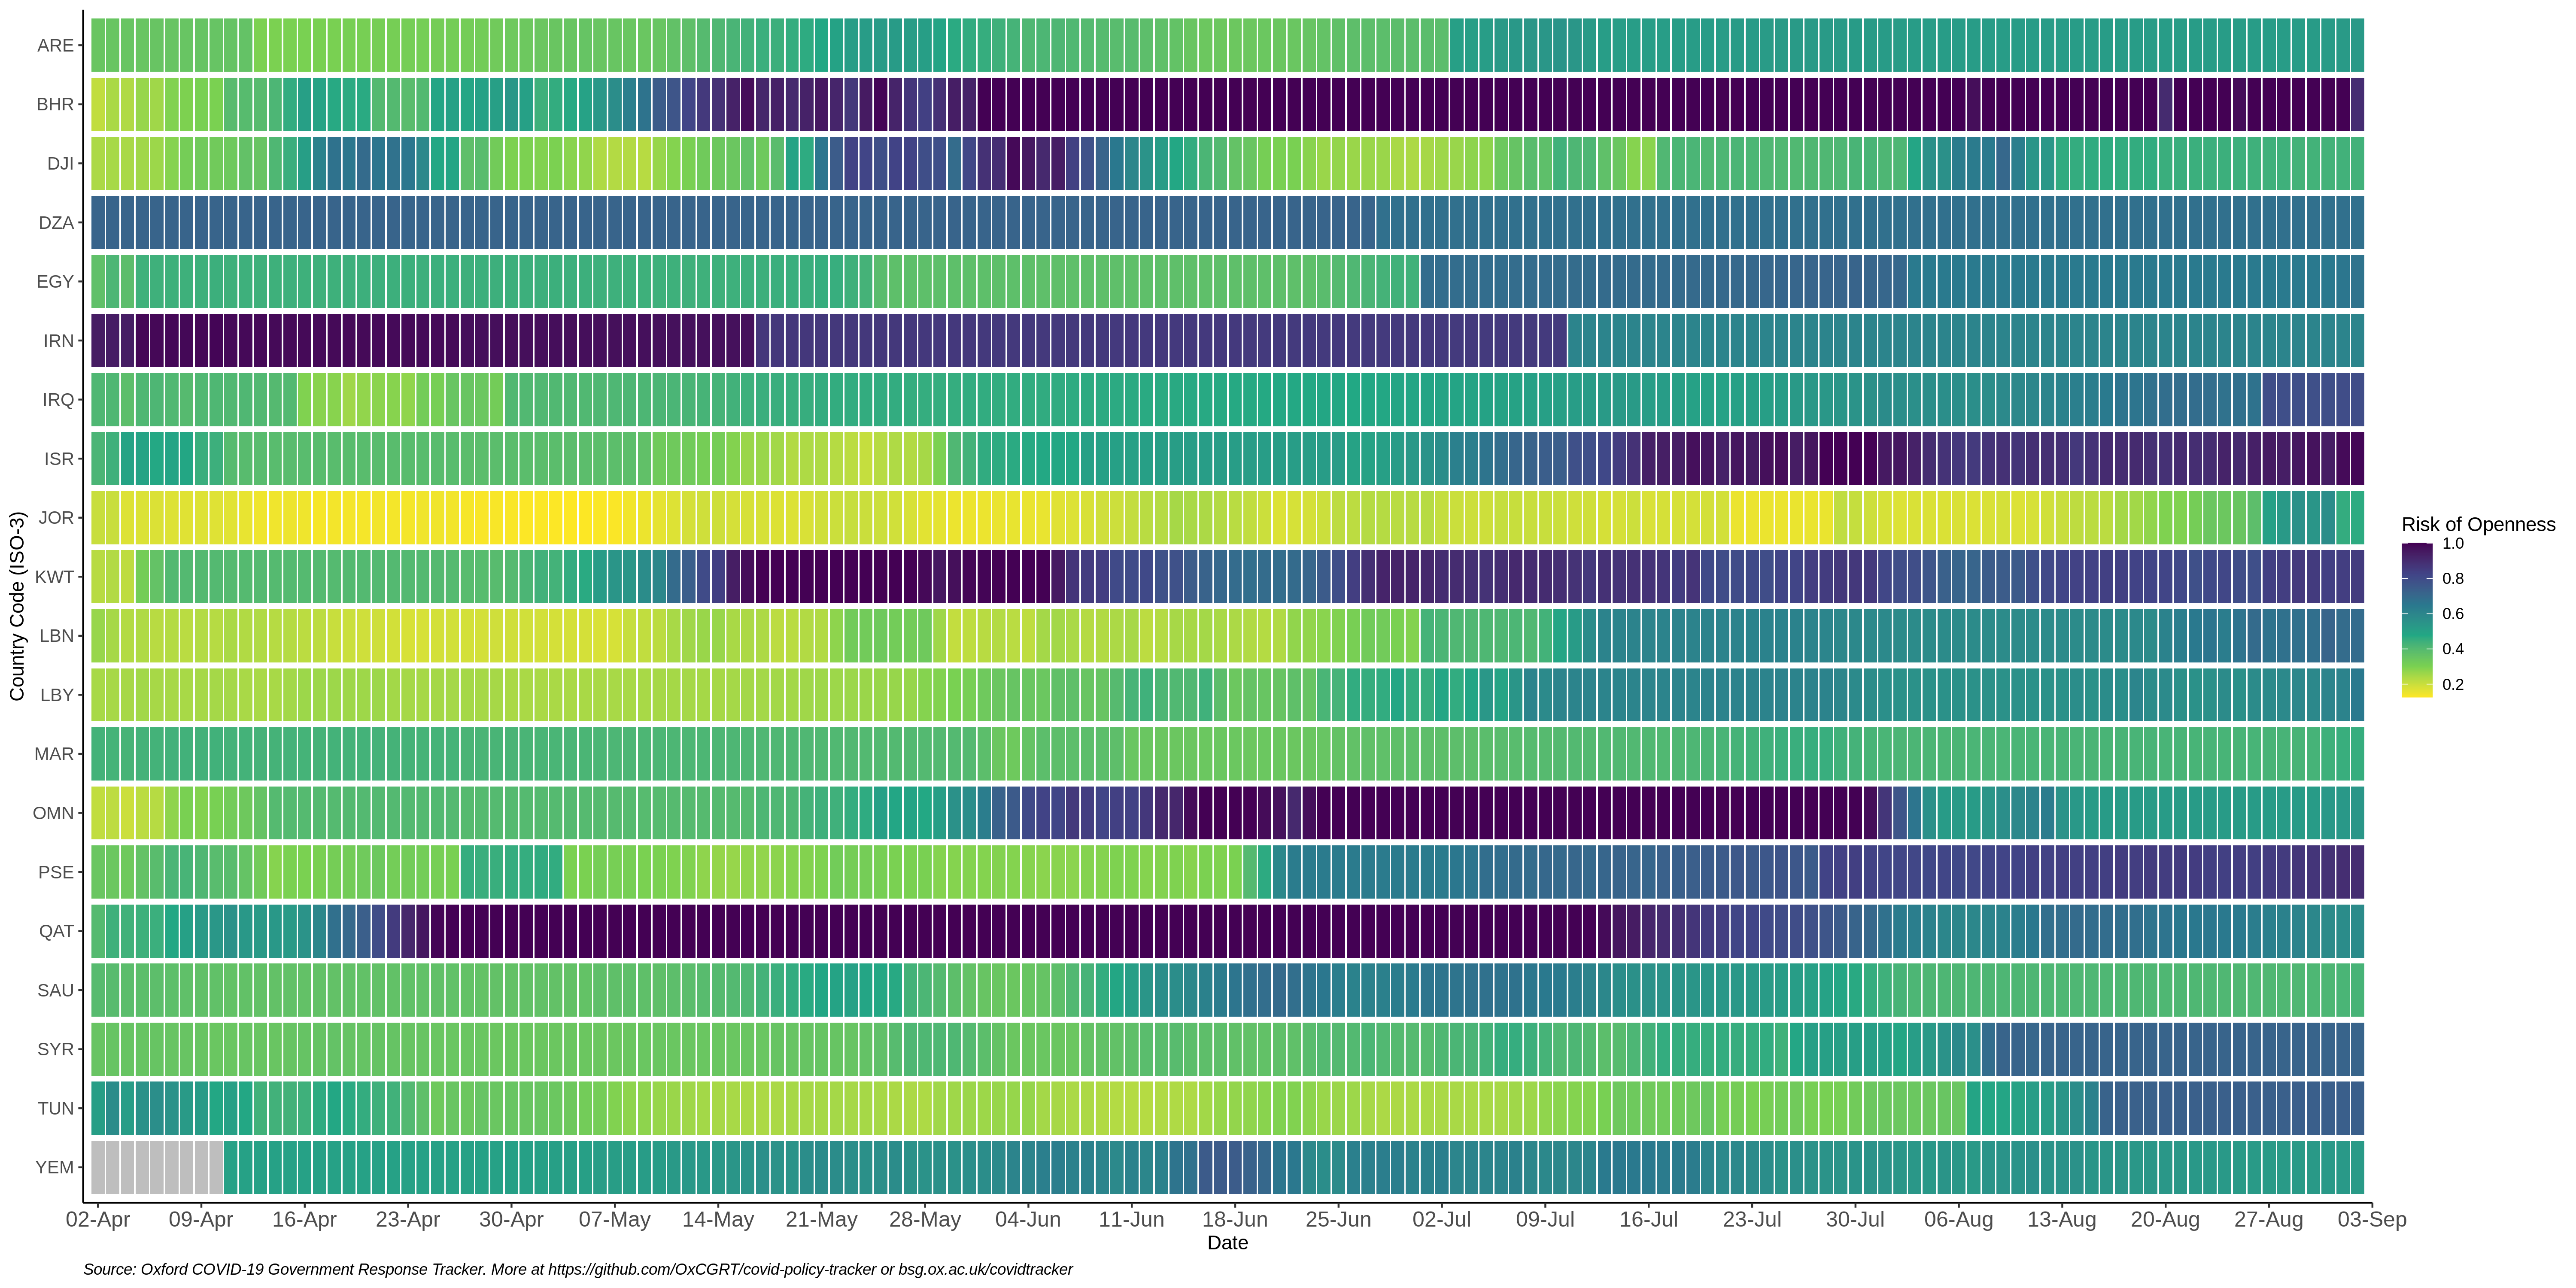 ARE
BHR
DJI
DZA
EGY
IRN
IRQ
ISR
JOR
KWT
LBN
LBY
MAR
OMN
PSE
QAT
SAU
SYR
TUN
YEM
Country Code (ISO-3)
02-Apr 09-Apr 16-Apr 23-Apr 30-Apr 07-May 14-May 21-May 28-May 04-Jun 11-Jun 18-Jun 25-Jun 02-Jul 09-Jul 16-Jul 23-Jul 30-Jul 06-Aug 13-Aug 20-Aug 27-Aug 03-Sep
Date
Risk of Openness
1.0
0.8
0.6
0.4
0.2
Source: Oxford COVID-19 Government Response Tracker. More at https://github.com/OxCGRT/covid-policy-tracker or bsg.ox.ac.uk/covidtracker